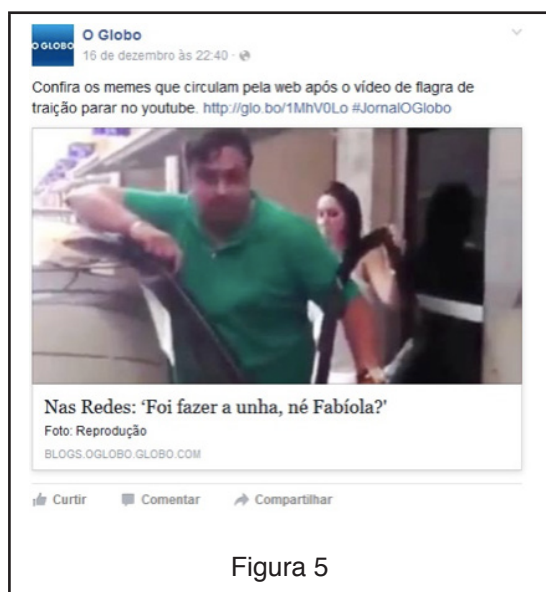 O GLOBO
O Globo
16 de dezembro às 22:40 ·
Confira os memes que circulam pela web após o vídeo de flagra de
traição parar no youtube. http://glo.bo/1MhV0Lo #JornalOGlobo
Nas Redes: 'Foi fazer a unha, né Fabíola?'
Foto: Reprodução
BLOGS.OGLOBO.GLOBO.COM
Curtir Comentar Compartilhar
Figura 5